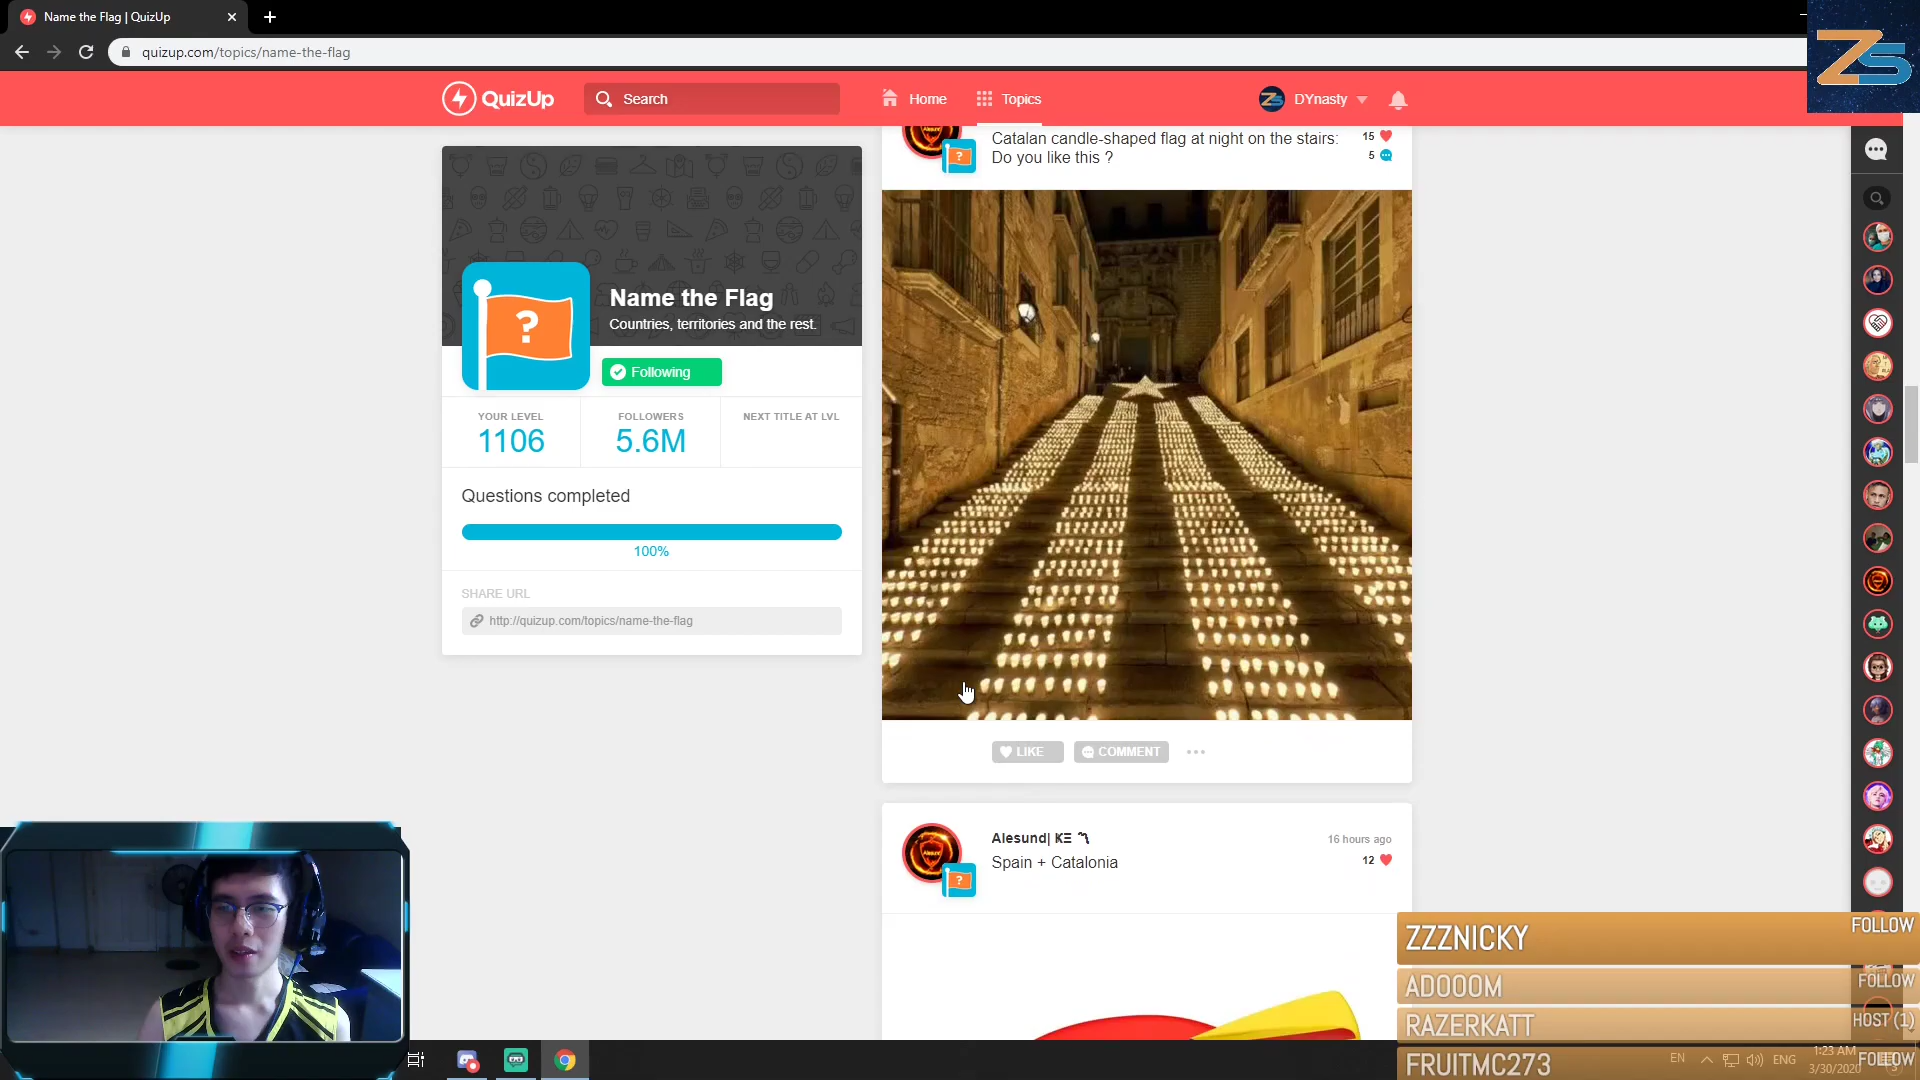 Name the Flag | QuizUp
quizup.com/topics/name-the-flag
ZS
QuizUp
Search
Home
Topics
DYnasty
Catalan candle-shaped flag at night on the stairs:
Do you like this ?
15
5
Name the Flag
Countries, territories and the rest.
Following
YOUR LEVEL
1106
FOLLOWERS
5.6M
NEXT TITLE AT LVL
Questions completed
100%
SHARE URL
http://quizup.com/topics/name-the-flag
LIKE
COMMENT
Alesund| KΞ
16 hours ago
Spain + Catalonia
12
ZZZNICKY FOLLOW
ADOOOM FOLLOW
RAZERKATT HOST (1)
FRUITMC273 FOLLOW
EN
ENG
1:23 AM
3/30/2020